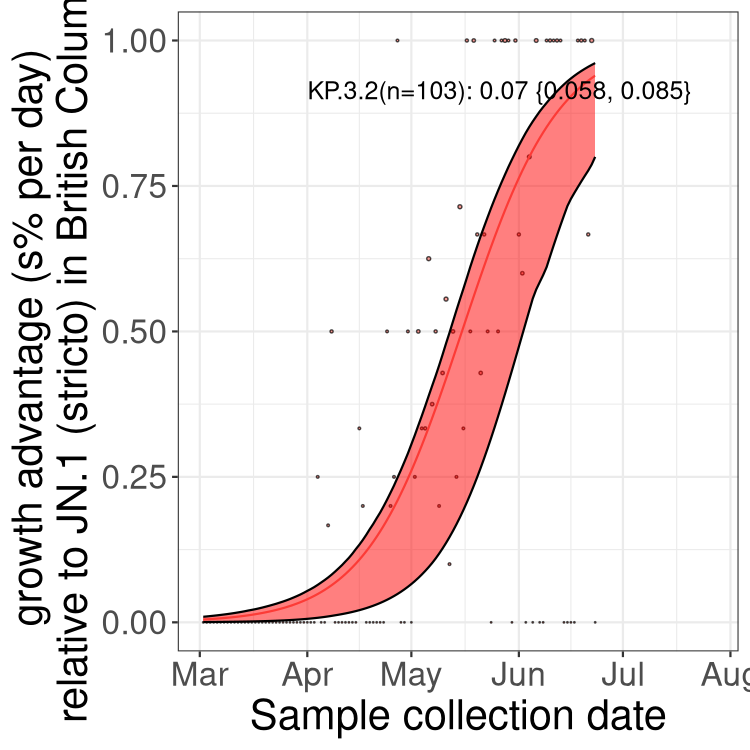 growth advantage (s% per day)
relative to JN.1 (stricto) in British Colum
1.00
0.75
0.50
0.25
0.00
KP.3.2(n=103): 0.07 {0.058, 0.085}
Mar Apr May Jun Jul Aug
Sample collection date